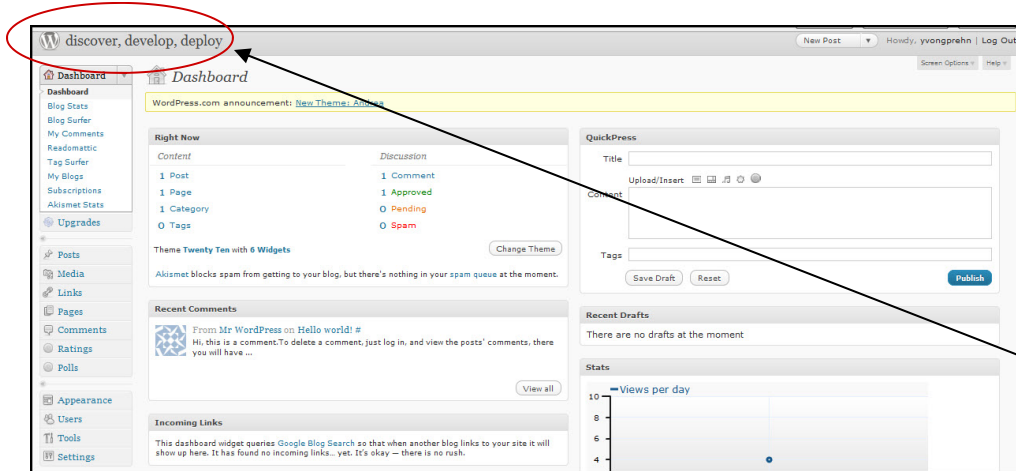 discover, develop, deploy
New Post
Howdy, yvongprehn | Log Out
Screen Options
Help
Dashboard
Dashboard
Blog Stats
Blog Surfer
My Comments
Readomattic
Tag Surfer
My Blogs
Subscriptions
Akismet Stats
Upgrades
Posts
Media
Links
Pages
Comments
Ratings
Polls
Appearance
Users
Tools
Settings
Dashboard
WordPress.com announcement: New Theme: Andrea
Right Now
Content
Discussion
1 Post
1 Comment
1 Page
1 Approved
1 Category
0 Pending
0 Tags
0 Spam
Theme Twenty Ten with 6 Widgets
Change Theme
Akismet blocks spam from getting to your blog, but there's nothing in your spam queue at the moment.
Recent Comments
From Mr WordPress on Hello world! #
Hi, this is a comment.To delete a comment, just log in, and view the posts' comments, there
you will have ...
View all
Incoming Links
This dashboard widget queries Google Blog Search so that when another blog links to your site it will
show up here. It has found no incoming links... yet. It's okay — there is no rush.
QuickPress
Title
Upload/Insert
Content
Tags
Save Draft
Reset
Publish
Recent Drafts
There are no drafts at the moment
Stats
Views per day
10
8
6
4